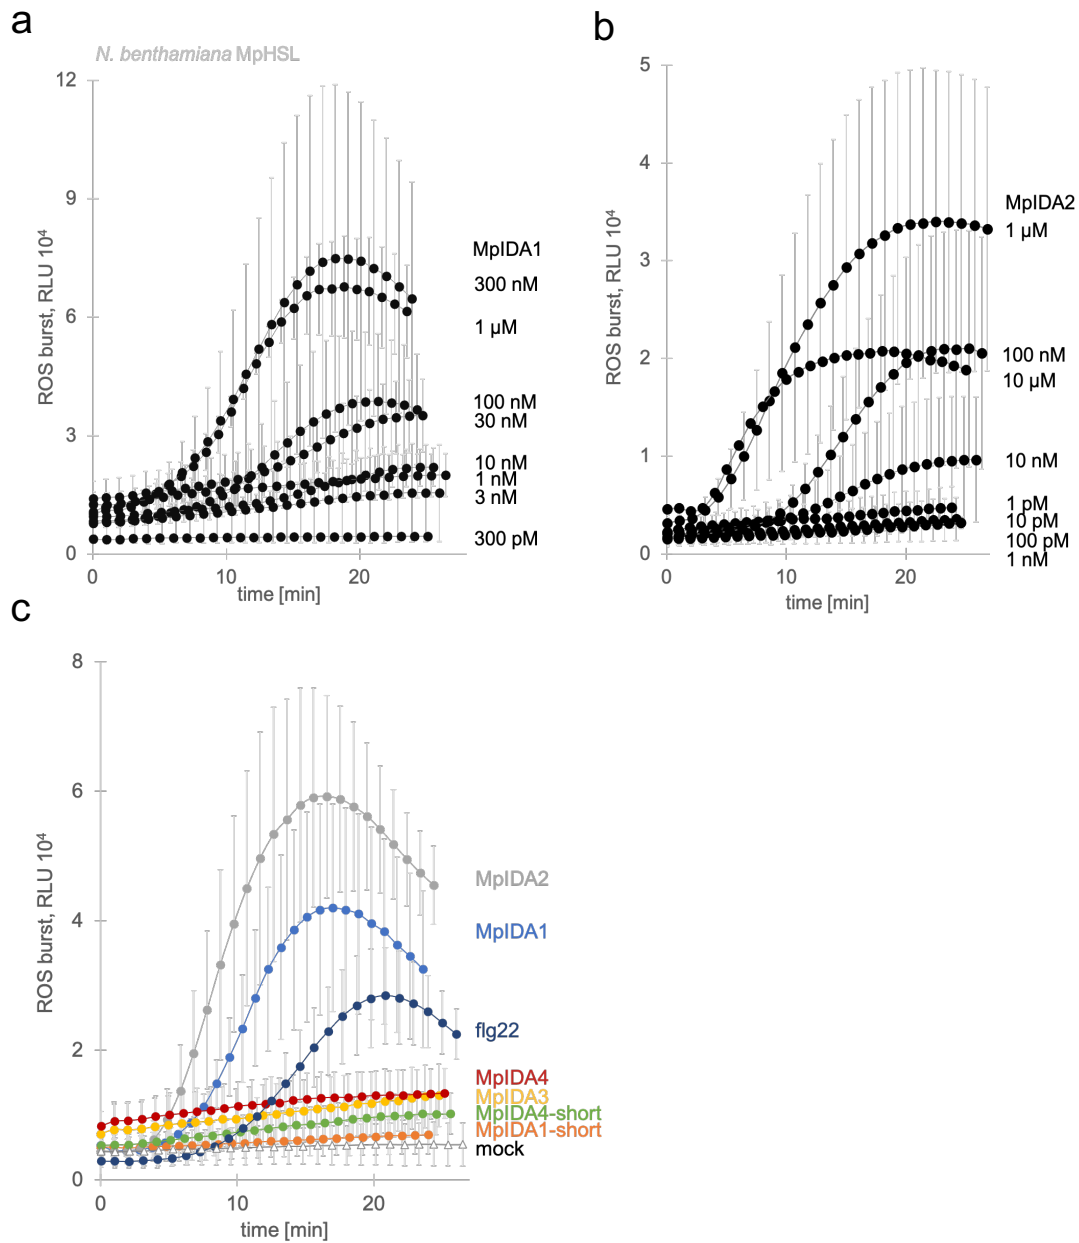 a
N. benthamiana MpHSL
12
9
6
3
0
ROS burst, RLU 10⁴
0
10
20
time [min]
MpIDA1
300 nM
1 µM
100 nM
30 nM
10 nM
1 nM
3 nM
300 pM
b
5
4
3
2
1
0
ROS burst, RLU 10⁴
0
10
20
time [min]
MpIDA2
1 µM
100 nM
10 µM
10 nM
1 pM
10 pM
100 pM
1 nM
c
8
6
4
2
0
ROS burst, RLU 10⁴
0
10
20
time [min]
MpIDA2
MpIDA1
flg22
MpIDA4
MpIDA3
MpIDA4-short
MpIDA1-short
mock